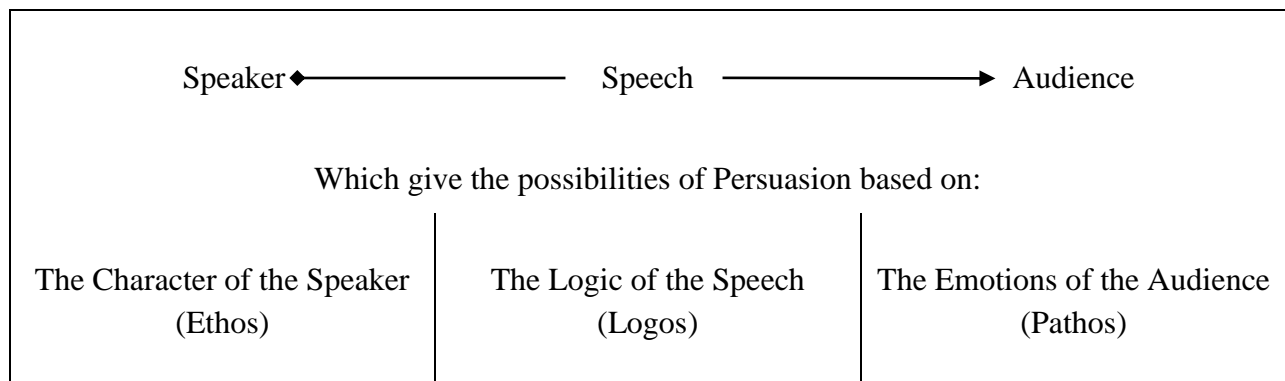 Speaker Speech Audience
Which give the possibilities of Persuasion based on:
The Character of the Speaker
(Ethos)
The Logic of the Speech
(Logos)
The Emotions of the Audience
(Pathos)